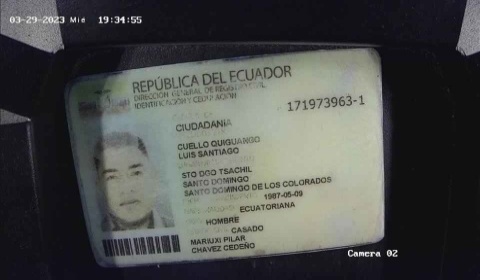 03-29-2023 Mie 19:34:55
REPÚBLICA DEL ECUADOR
DIRECCIÓN GENERAL DE REGISTRO CIVIL
IDENTIFICACIÓN Y CEDULACIÓN
171973963-1
CIUDADANIA
CUELLO QUIGUANGO
LUIS SANTIAGO
STO DGO TSACHIL
SANTO DOMINGO
SANTO DOMINGO DE LOS COLORADOS
1987-05-09
ECUATORIANA
HOMBRE
CASADO
MARIUXI PILAR
CHAVEZ CEDEÑO
Camera 02